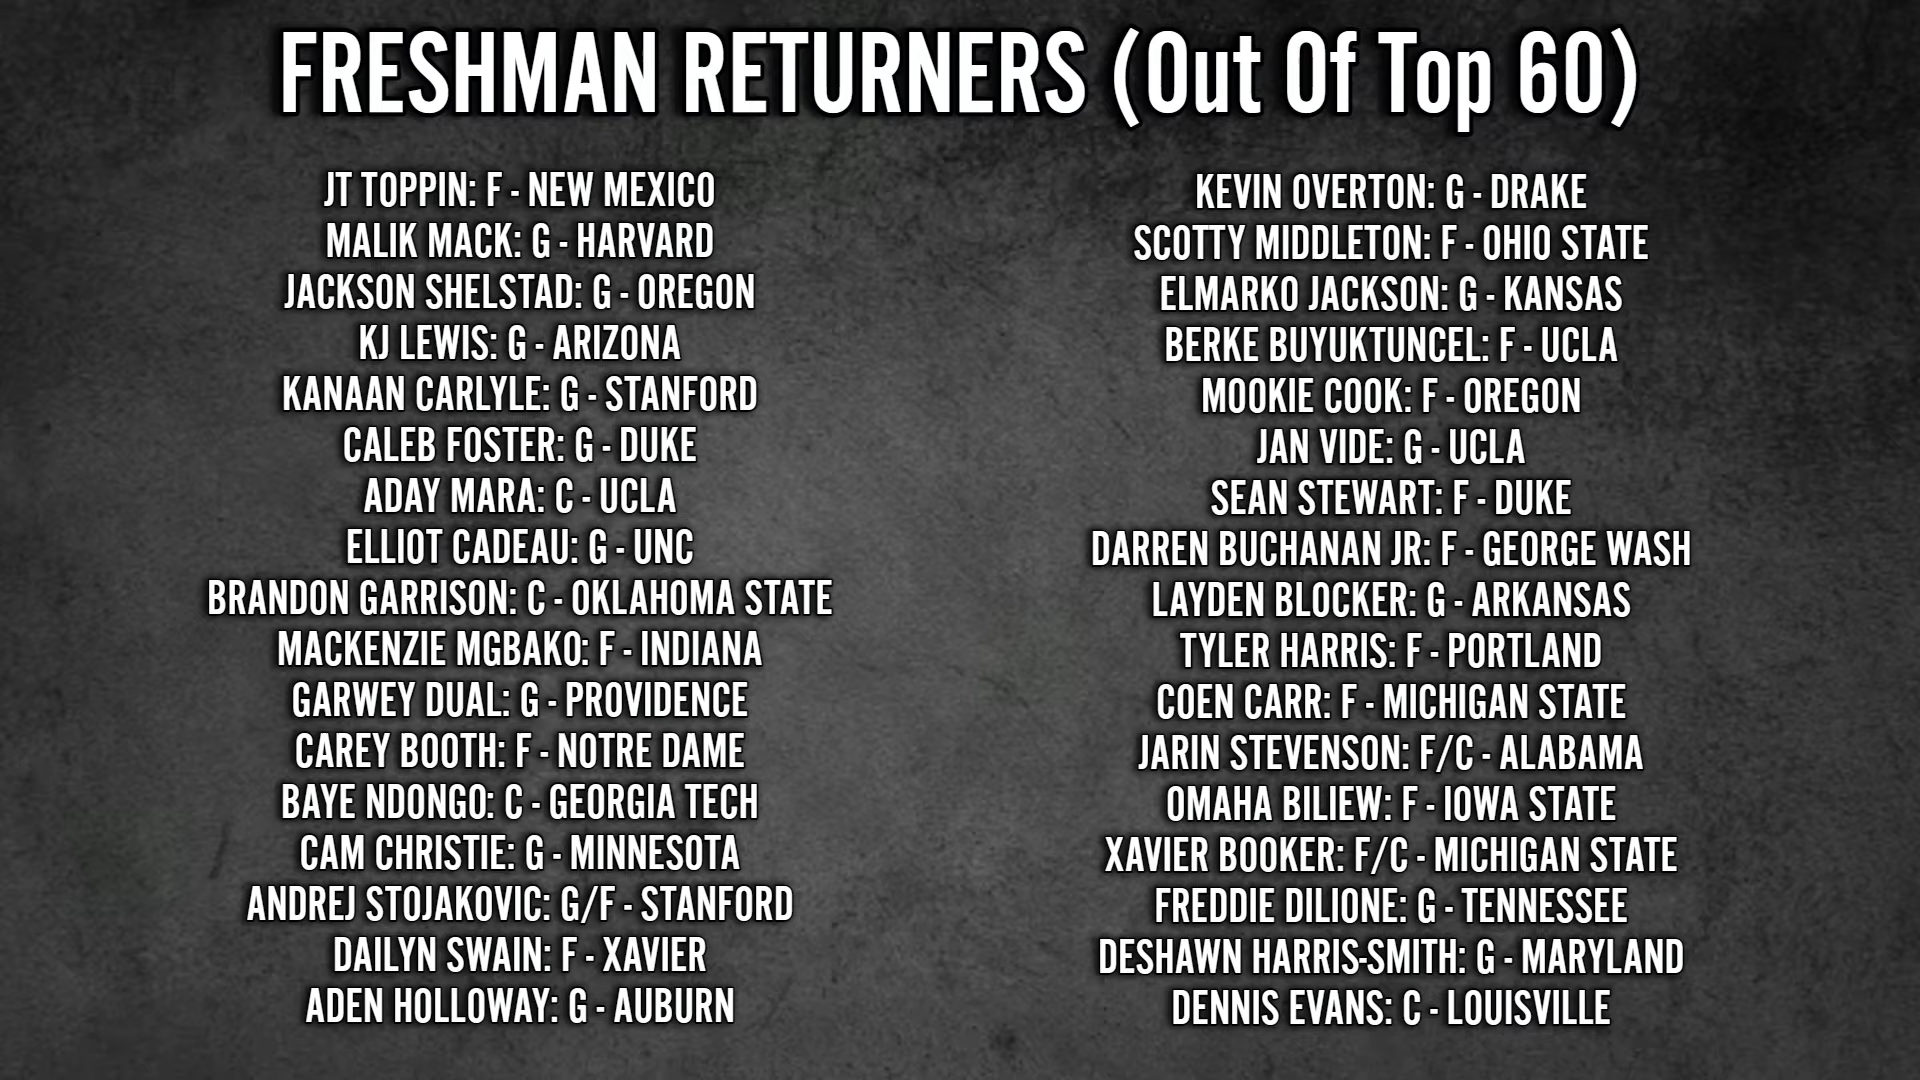 FRESHMAN RETURNERS (Out Of Top 60)
JT TOPPIN: F - NEW MEXICO
MALIK MACK: G - HARVARD
JACKSON SHELSTAD: G - OREGON
KJ LEWIS: G - ARIZONA
KANAAN CARLYLE: G - STANFORD
CALEB FOSTER: G - DUKE
ADAY MARA: C - UCLA
ELLIOT CADEAU: G - UNC
BRANDON GARRISON: C - OKLAHOMA STATE
MACKENZIE MGBAKO: F - INDIANA
GARWEY DUAL: G - PROVIDENCE
CAREY BOOTH: F - NOTRE DAME
BAYE NDONGO: C - GEORGIA TECH
CAM CHRISTIE: G - MINNESOTA
ANDREJ STOJAKOVIC: G/F - STANFORD
DAILYN SWAIN: F - XAVIER
ADEN HOLLOWAY: G - AUBURN
KEVIN OVERTON: G - DRAKE
SCOTTY MIDDLETON: F - OHIO STATE
ELMARKO JACKSON: G - KANSAS
BERKE BUYUKTUNCEL: F - UCLA
MOOKIE COOK: F - OREGON
JAN VIDE: G - UCLA
SEAN STEWART: F - DUKE
DARREN BUCHANAN JR: F - GEORGE WASH
LAYDEN BLOCKER: G - ARKANSAS
TYLER HARRIS: F - PORTLAND
COEN CARR: F - MICHIGAN STATE
JARIN STEVENSON: F/C - ALABAMA
OMAHA BILIEW: F - IOWA STATE
XAVIER BOOKER: F/C - MICHIGAN STATE
FREDDIE DILIONE: G - TENNESSEE
DESHAWN HARRIS-SMITH: G - MARYLAND
DENNIS EVANS: C - LOUISVILLE